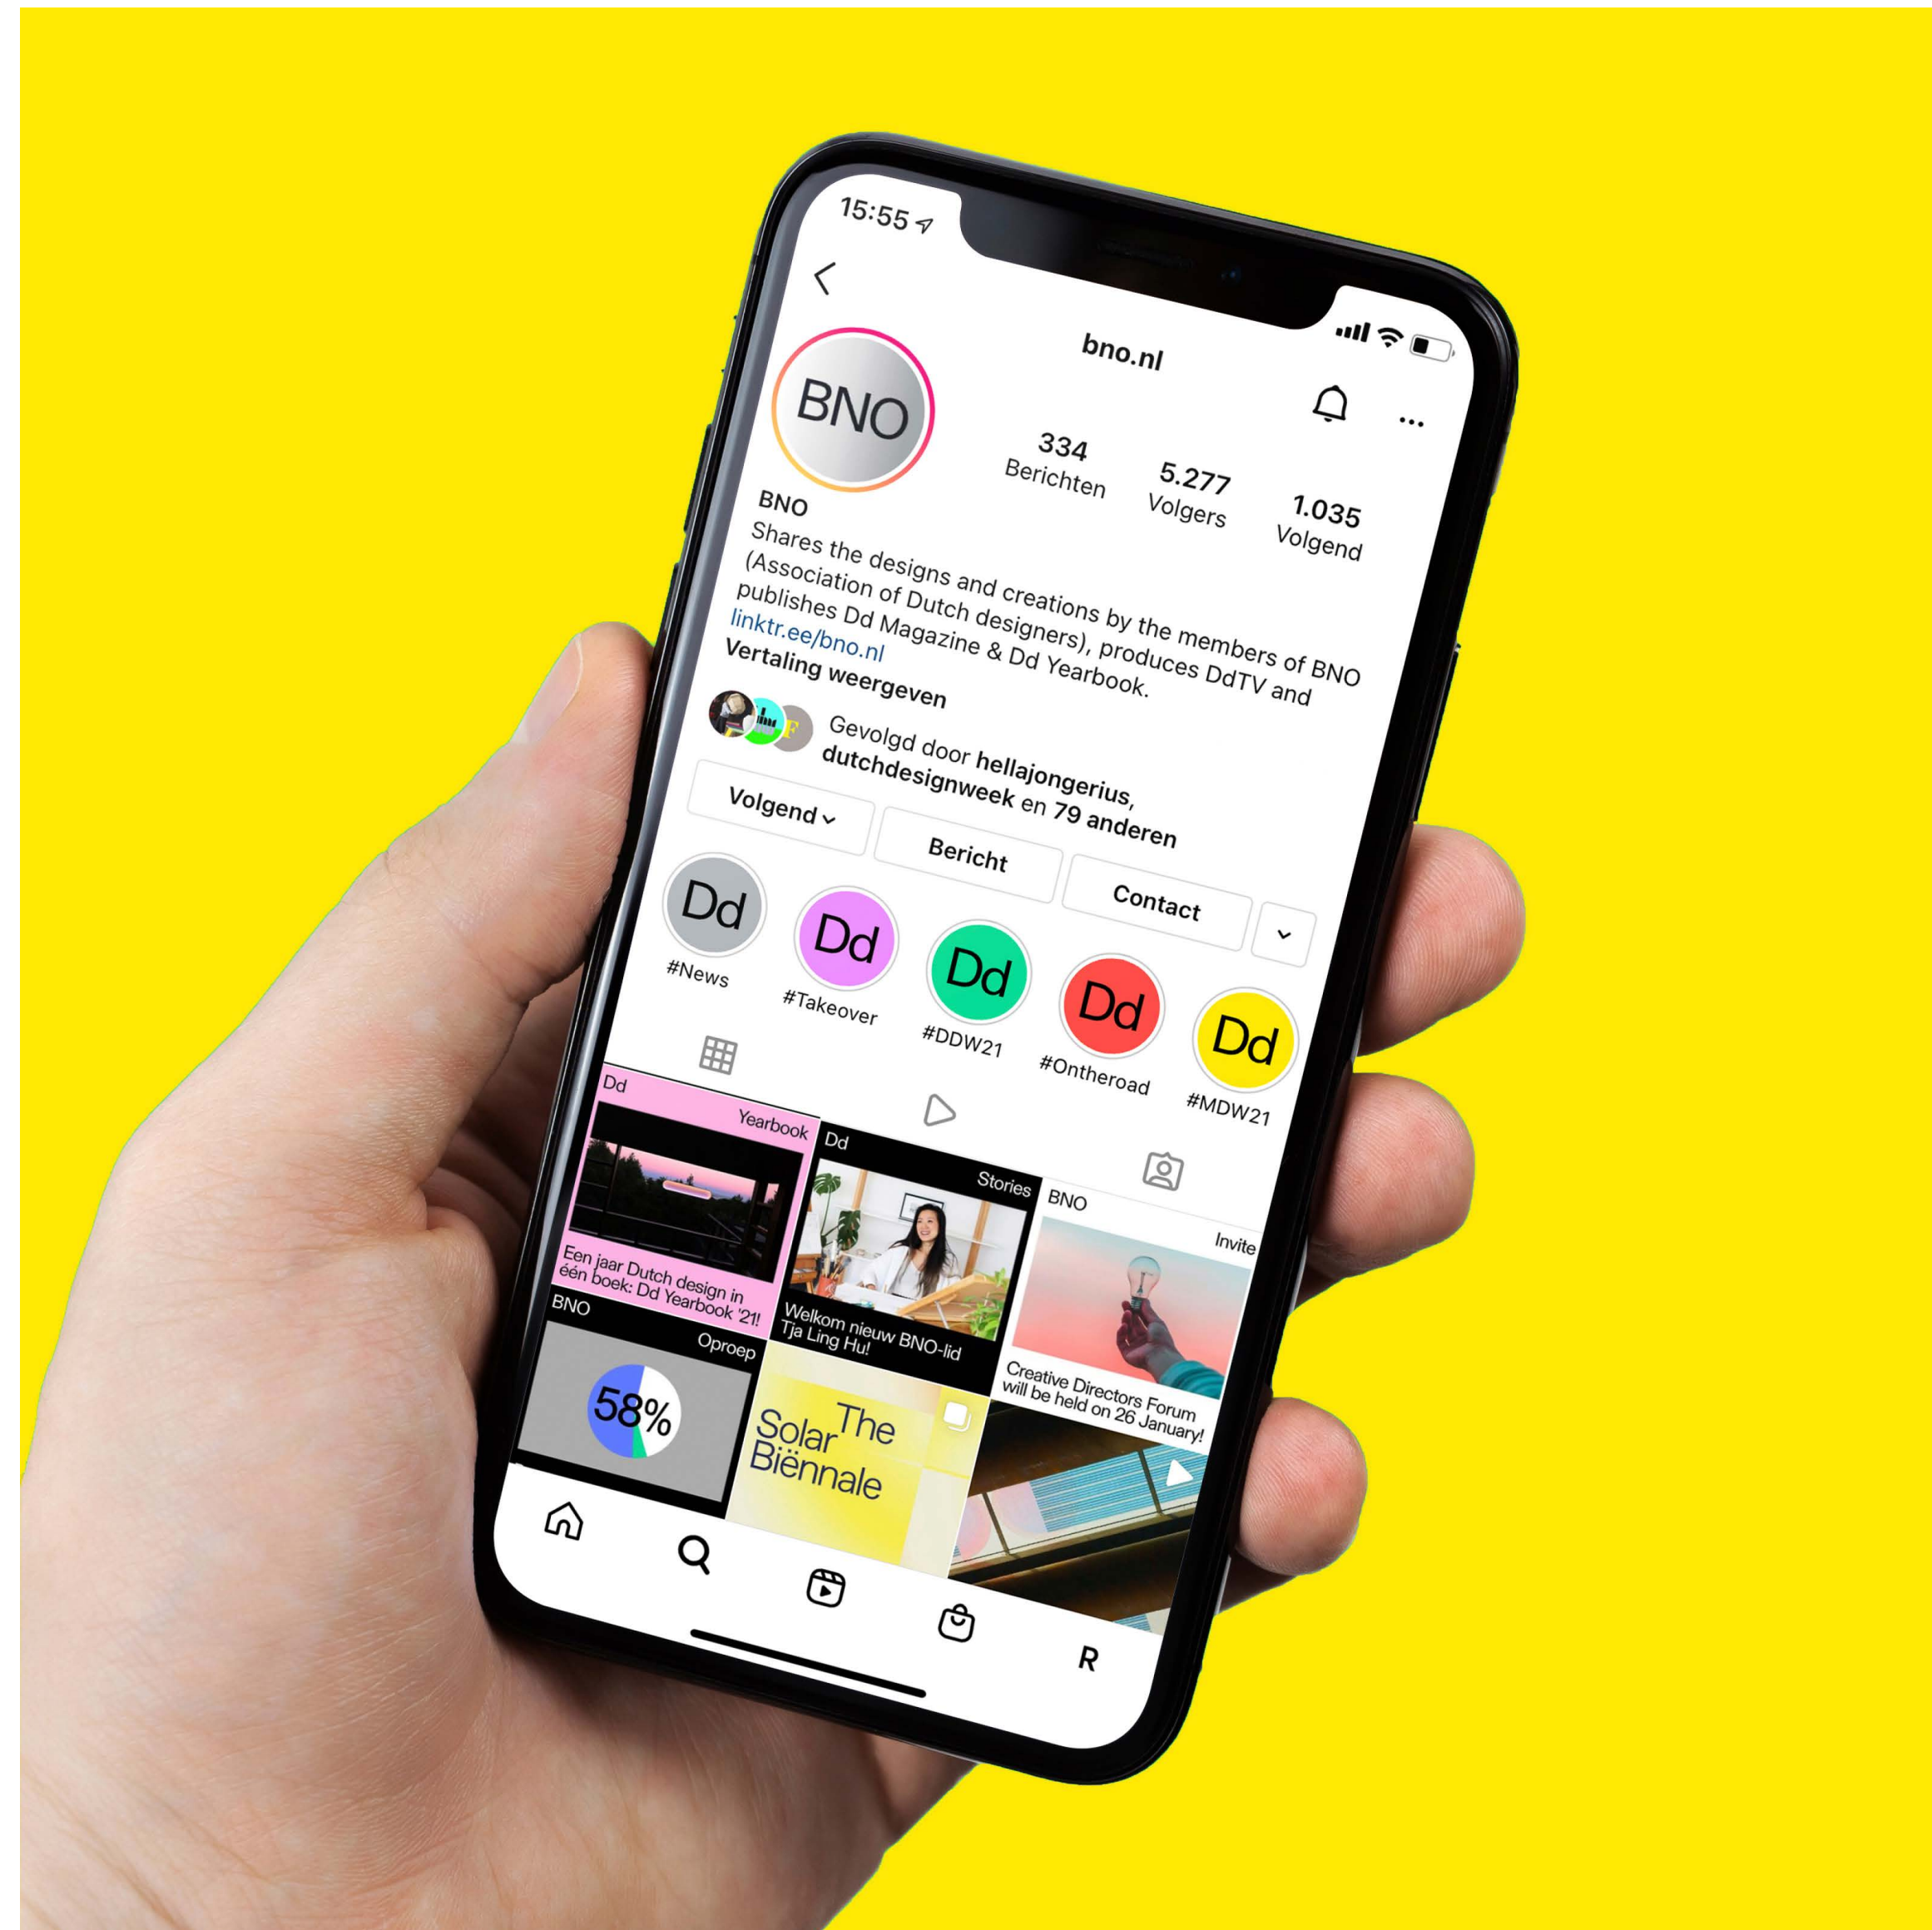 15:55
bno.nl
BNO
334
Berichten
5.277
Volgers
1.035
Volgend
BNO
Shares the designs and creations by the members of BNO
(Association of Dutch designers), produces DdTV and
publishes Dd Magazine & Dd Yearbook.
linktr.ee/bno.nl
Vertaling weergeven
F
Gevolgd door hellajongerius,
dutchdesignweek en 79 anderen
Volgend
Bericht
Contact
Dd
#News
Dd
#Takeover
Dd
#DDW21
Dd
#Ontheroad
Dd
#MDW21
Dd
Yearbook
Een jaar Dutch design in
één boek: Dd Yearbook '21!
Dd
Stories
Welkom nieuw BNO-lid
Tja Ling Hu!
BNO
Invite
Creative Directors Forum
will be held on 26 January!
BNO
Oproep
58%
The
Solar
Biënnale
R